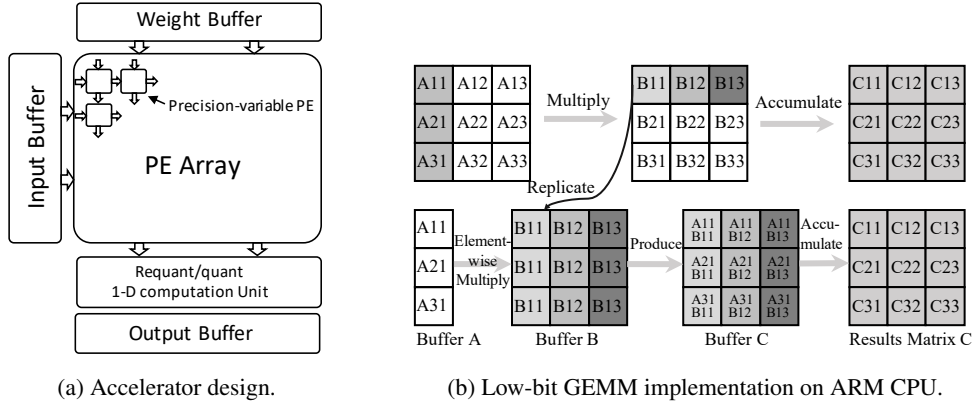 Weight Buffer
Input Buffer
Precision-variable PE
PE Array
Requant/quant
1-D computation Unit
Output Buffer
(a) Accelerator design.
A11 A12 A13
A21 A22 A23
A31 A32 A33
Multiply
B11 B12 B13
B21 B22 B23
B31 B32 B33
Accumulate
C11 C12 C13
C21 C22 C23
C31 C32 C33
Replicate
A11
A21
A31
Buffer A
Element-
wise
Multiply
B11 B12 B13
B11 B12 B13
B11 B12 B13
Buffer B
Produce
A11 A11 A11
B11 B12 B13
A21 A21 A21
B11 B12 B13
A31 A31 A31
B11 B12 B13
Buffer C
Accu-
mulate
C11 C12 C13
C21 C22 C23
C31 C32 C33
Results Matrix C
(b) Low-bit GEMM implementation on ARM CPU.